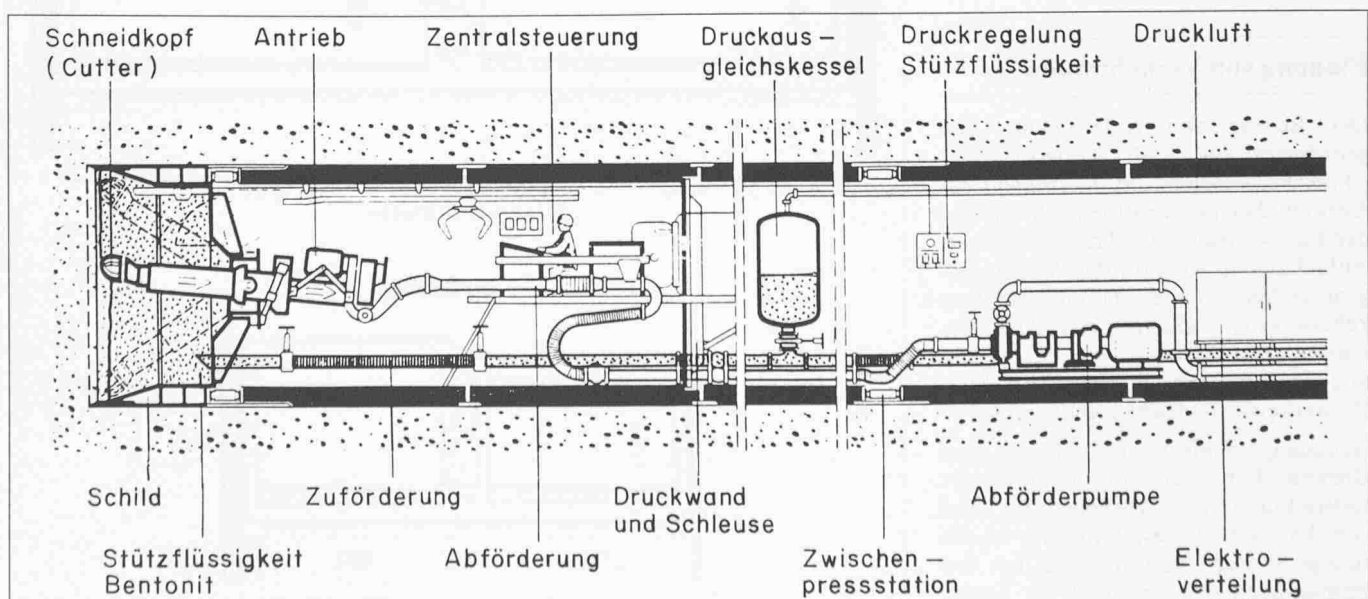 Schneidkopf
(Cutter)
Antrieb
Zentralsteuerung
Druckaus-
gleichskessel
Druckregelung
Stützflüssigkeit
Druckluft
Schild
Stützflüssigkeit
Bentonit
Zuförderung
Abförderung
Druckwand
und Schleuse
Zwischen-
pressstation
Abförderpumpe
Elektro-
verteilung